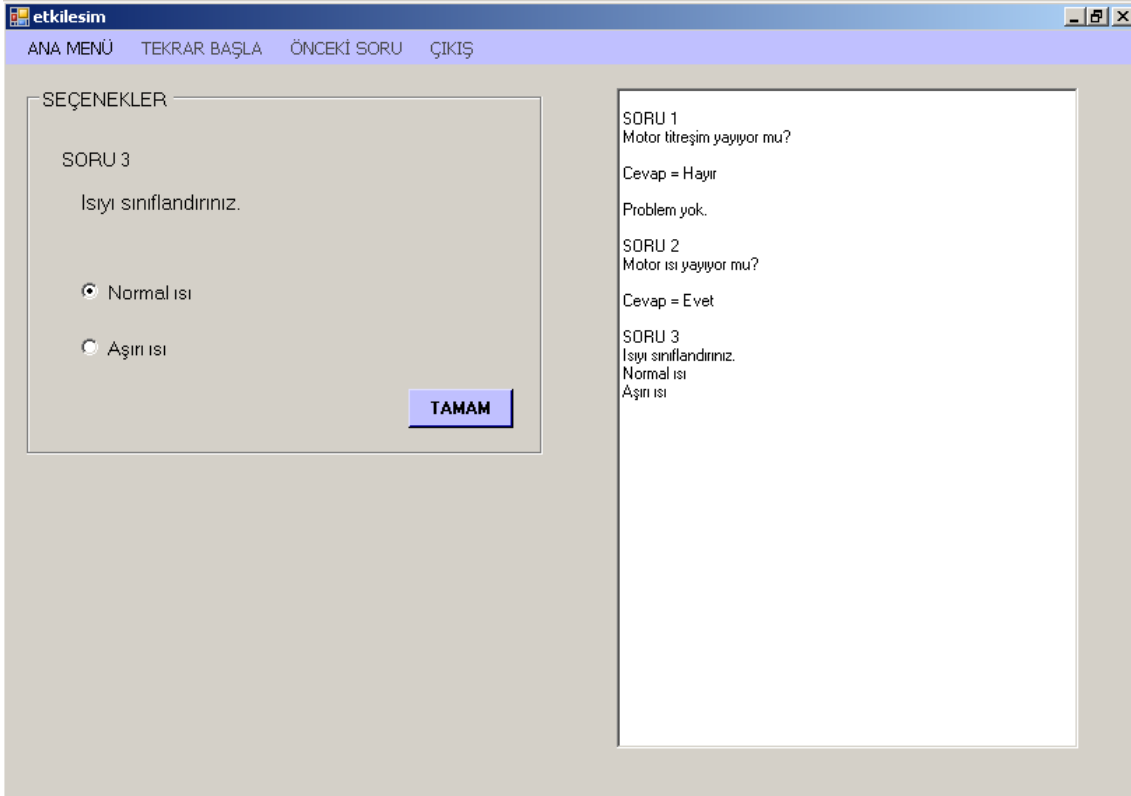 etkilesim
ANA MENÜ TEKRAR BAŞLA ÖNCEKİ SORU ÇIKIŞ
SEÇENEKLER
SORU 3
Isıyı sınıflandırınız.
Normal ısı
Aşırı ısı
TAMAM
SORU 1
Motor titreşim yayıyor mu?
Cevap = Hayır
Problem yok.
SORU 2
Motor ısı yayıyor mu?
Cevap = Evet
SORU 3
Isıyı sınıflandırınız.
Normal ısı
Aşırı ısı